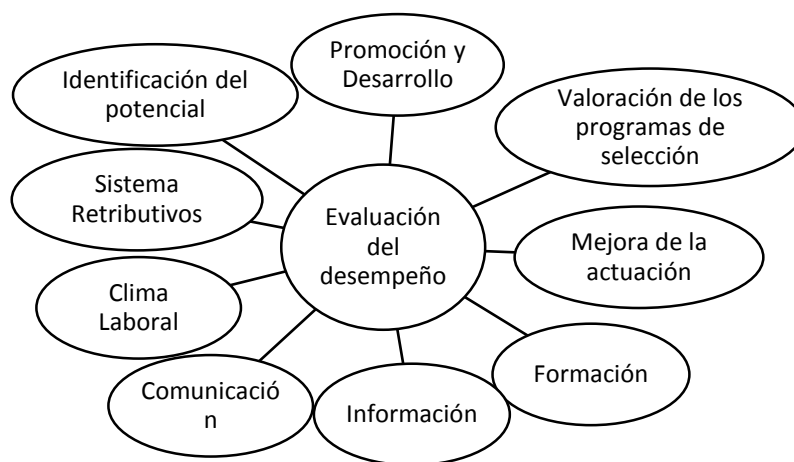 Promoción y
Desarrollo
Identificación del
potencial
Valoración de los
programas de
selección
Sistema
Retributivos
Evaluación
del
desempeño
Mejora de la
actuación
Clima
Laboral
Formación
Comunicació
n
Información